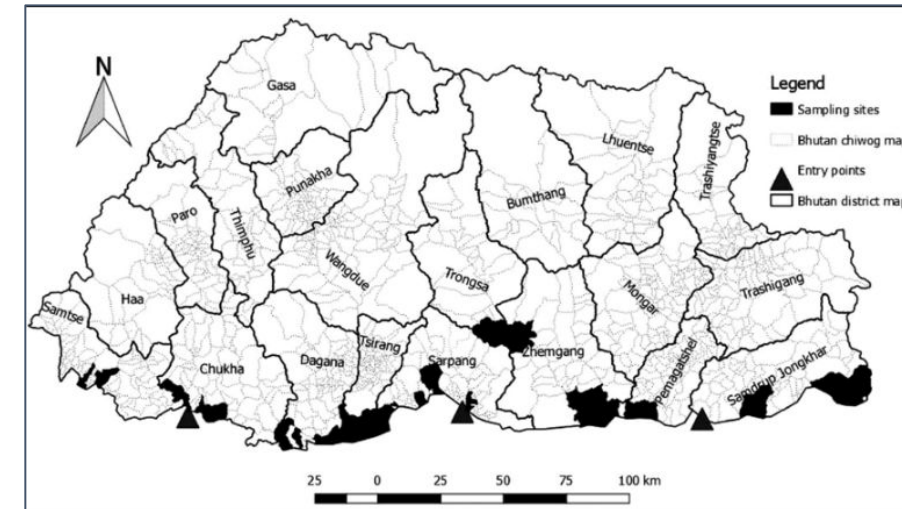 N
Gasa
Legend
Sampling sites
Bhutan chiwog map
Entry points
Bhutan district map
Lhuentse
Trashiyangtse
Punakha
Bumthang
Paro
Thimphu
Wangdue
Trongsa
Mongar
Trashigang
Haa
Samtse
Chukha
Dagana
Tsirang
Sarpang
Zhemgang
Pemagatshel
Samdrup Jongkhar
25 0 25 50 75 100 km